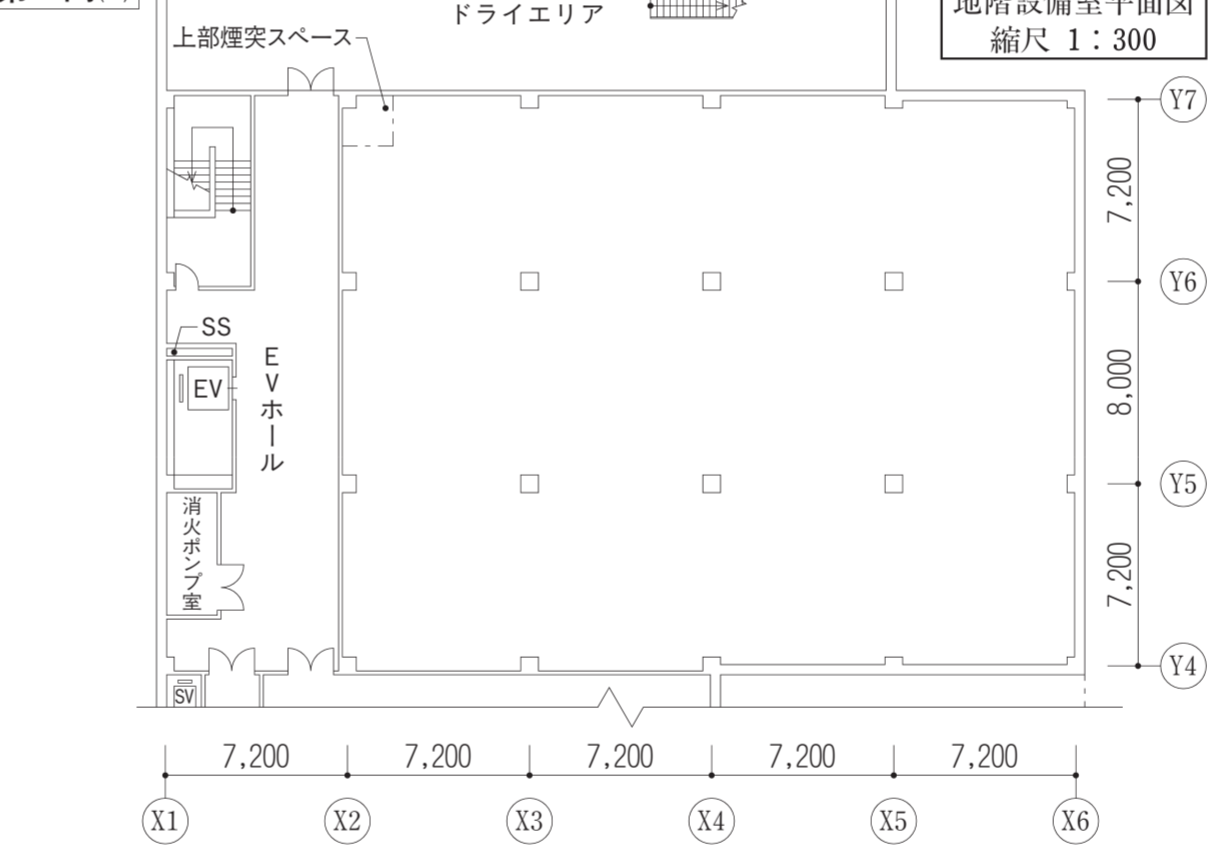 ドライエリア
地階設備室平面図
縮尺 1：300
上部煙突スペース
Y7
7,200
Y6
SS
EVホール
EV
8,000
Y5
消火ポンプ室
7,200
Y4
SV
7,200 7,200 7,200 7,200 7,200
X1 X2 X3 X4 X5 X6